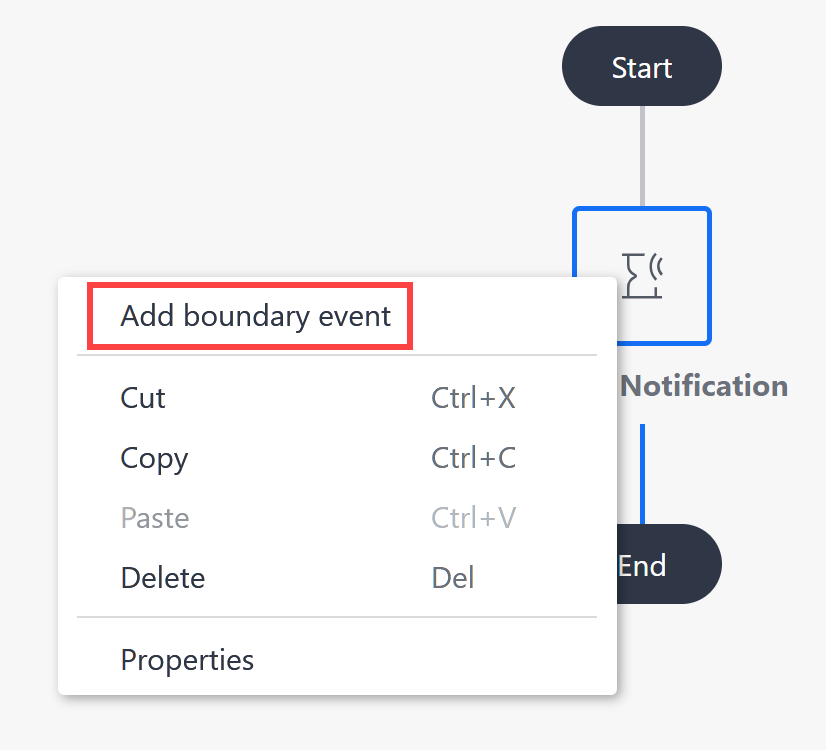 Start
Add boundary event
Cut Ctrl+X
Notification
Copy Ctrl+C
Paste Ctrl+V
Delete Del
End
Properties